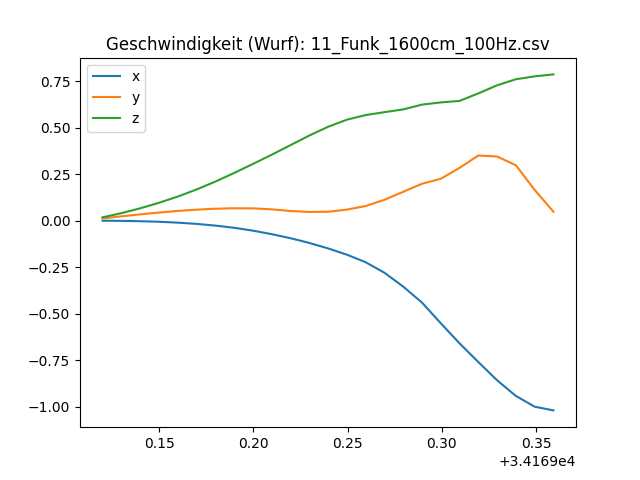 Geschwindigkeit (Wurf): 11_Funk_1600cm_100Hz.csv
x
y
z
0.75
0.50
0.25
0.00
−0.25
−0.50
−0.75
−1.00
0.15 0.20 0.25 0.30 0.35
+3.4169e4